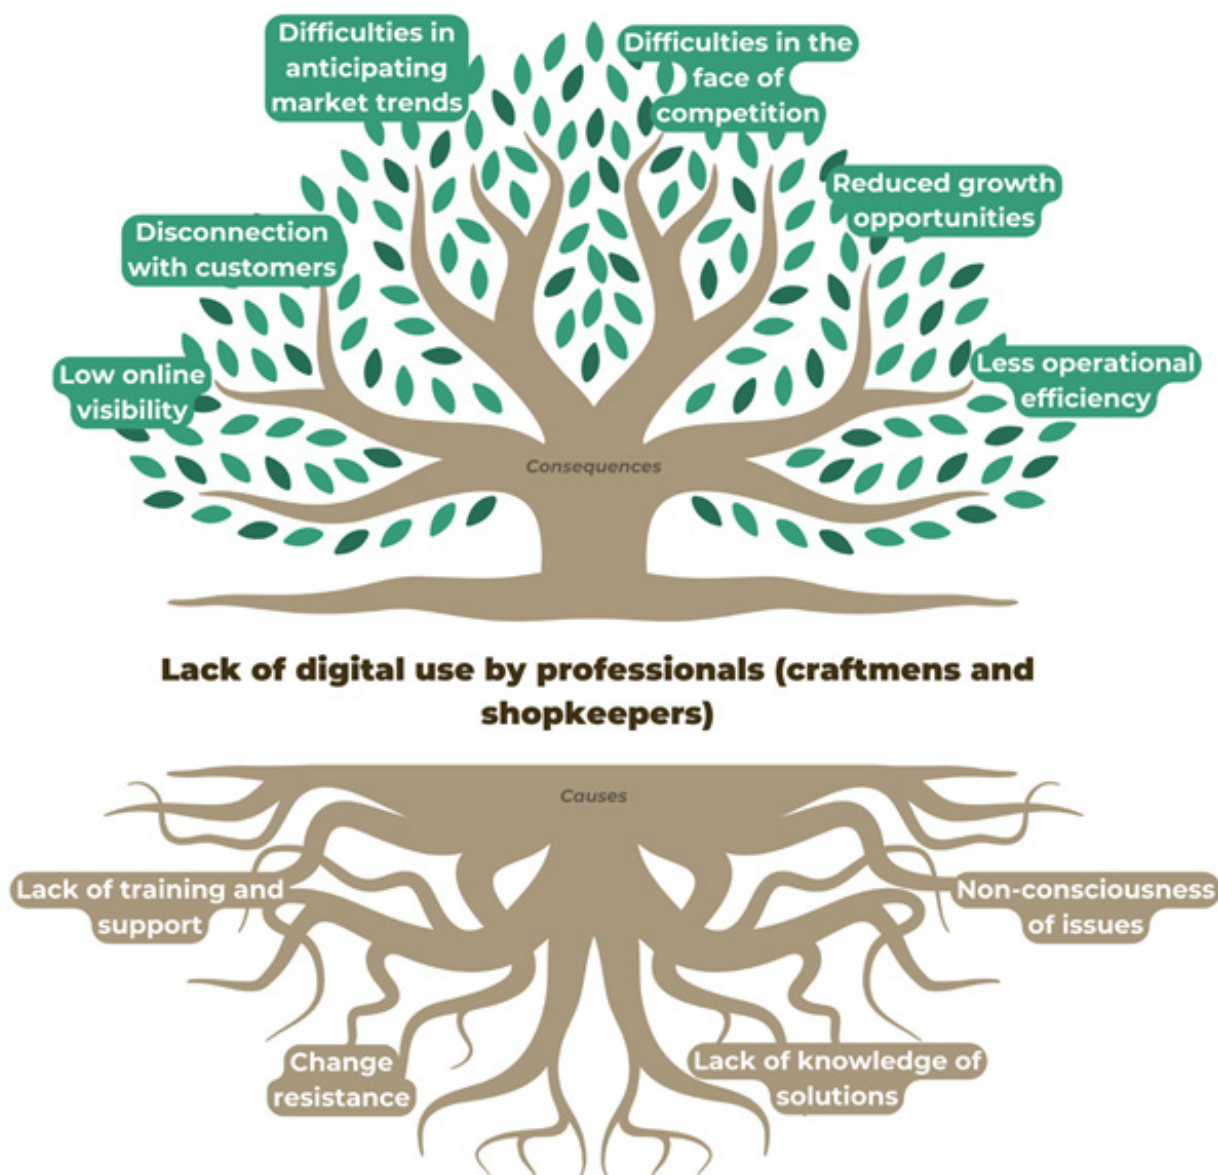 Difficulties in
anticipating
market trends
Difficulties in the
face of
competition
Reduced growth
opportunities
Disconnection
with customers
Low online
visibility
Less operational
efficiency
Consequences
Lack of digital use by professionals (craftmens and
shopkeepers)
Causes
Lack of training and
support
Non-consciousness
of issues
Change
resistance
Lack of knowledge of
solutions